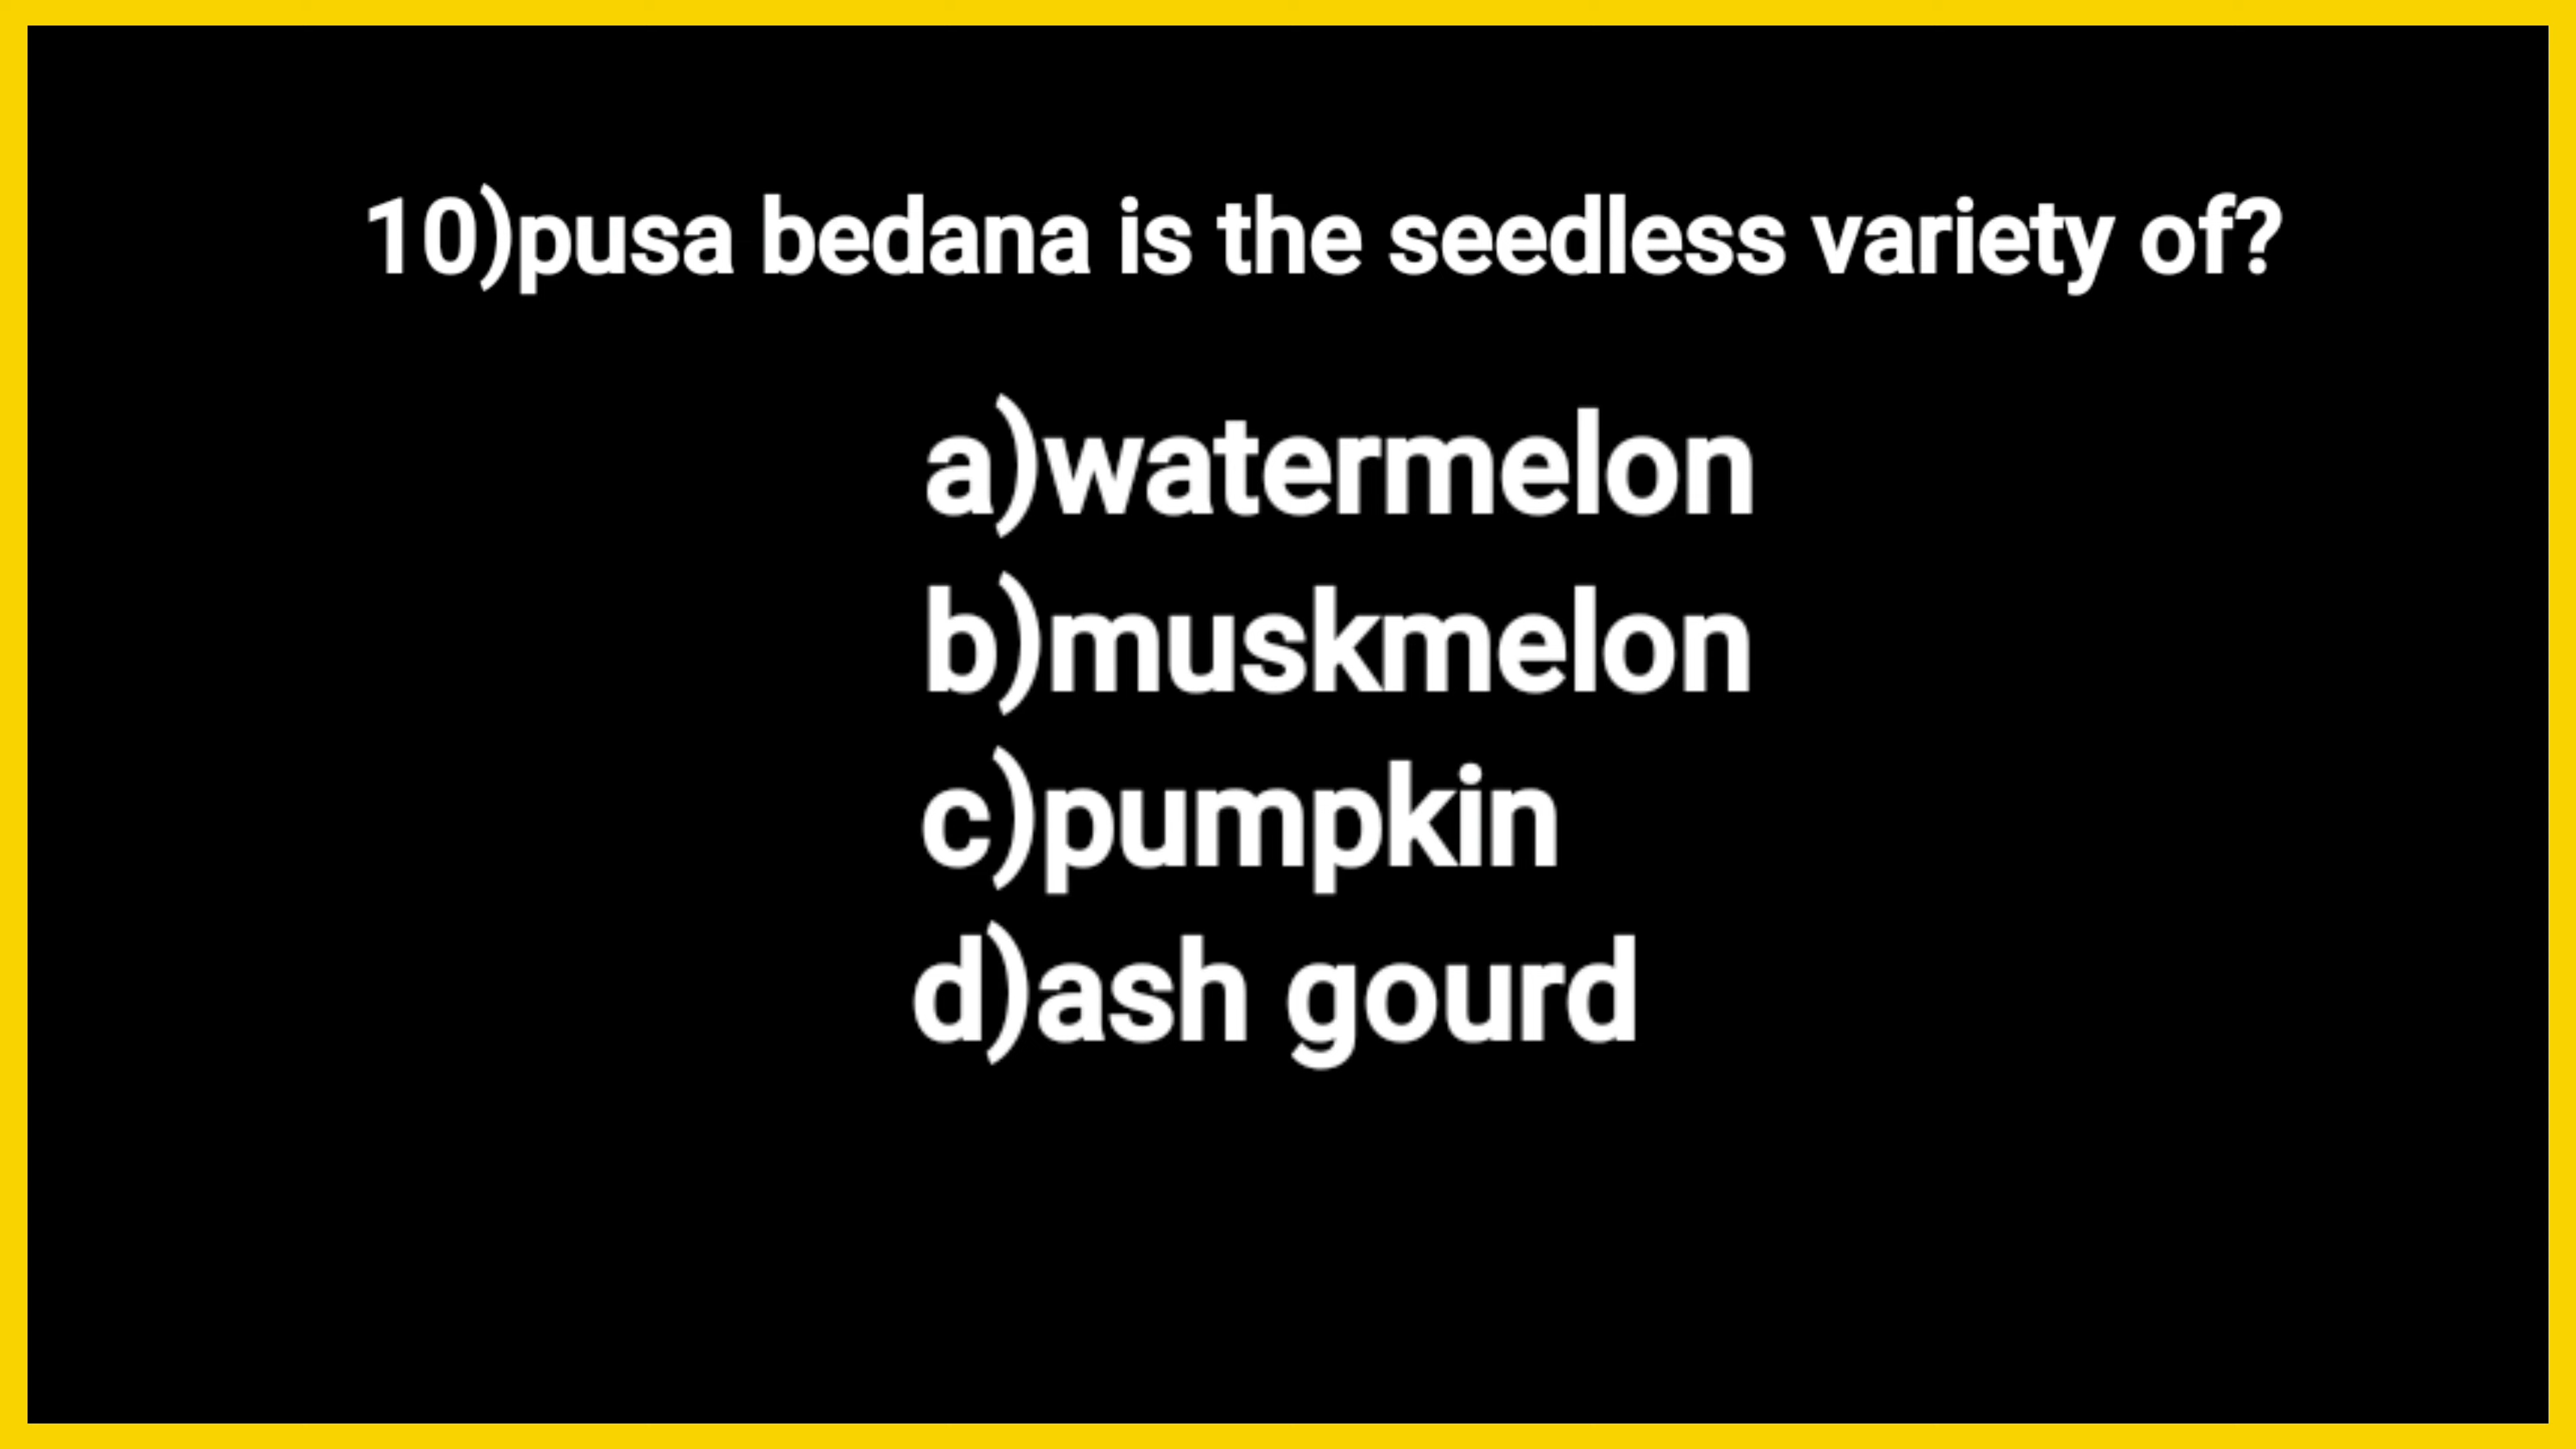 10)pusa bedana is the seedless variety of?
a)watermelon
b)muskmelon
c)pumpkin
d)ash gourd